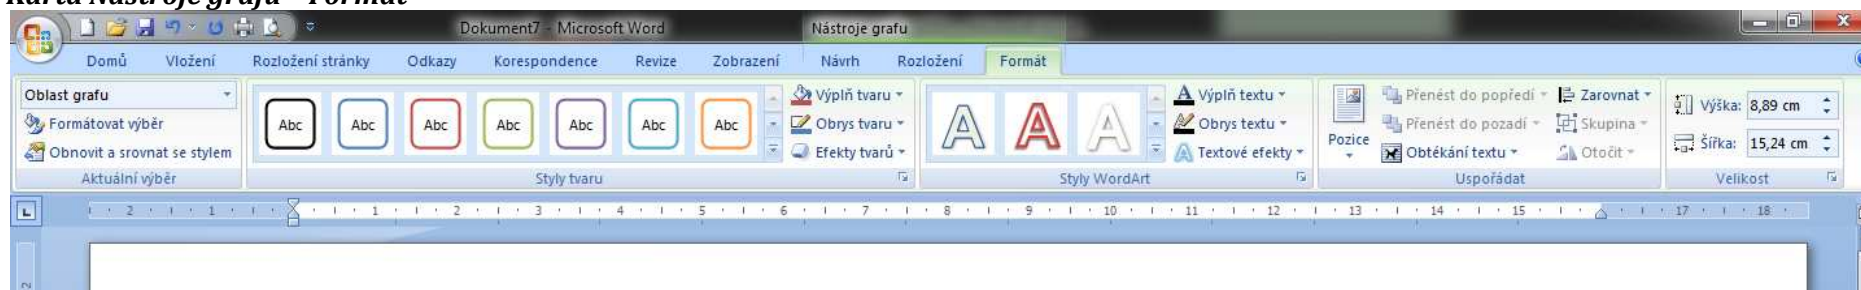 Karta Nástroje grafu – Formát
Dokument7 - Microsoft Word
Nástroje grafu
Domů
Vložení
Rozložení stránky
Odkazy
Korespondence
Revize
Zobrazení
Návrh
Rozložení
Formát
Oblast grafu
Formátovat výběr
Obnovit a srovnat se stylem
Aktuální výběr
Abc Abc Abc Abc Abc Abc Abc
Výplň tvaru
Obrys tvaru
Efekty tvarů
Styly tvaru
A A A
Výplň textu
Obrys textu
Textové efekty
Styly WordArt
Pozice
Přenést do popředí
Přenést do pozadí
Obtékání textu
Zarovnat
Skupina
Otočit
Uspořádat
Výška: 8,89 cm
Šířka: 15,24 cm
Velikost
L
2 1 1 2 3 4 5 6 7 8 9 10 11 12 13 14 15 17 18
2